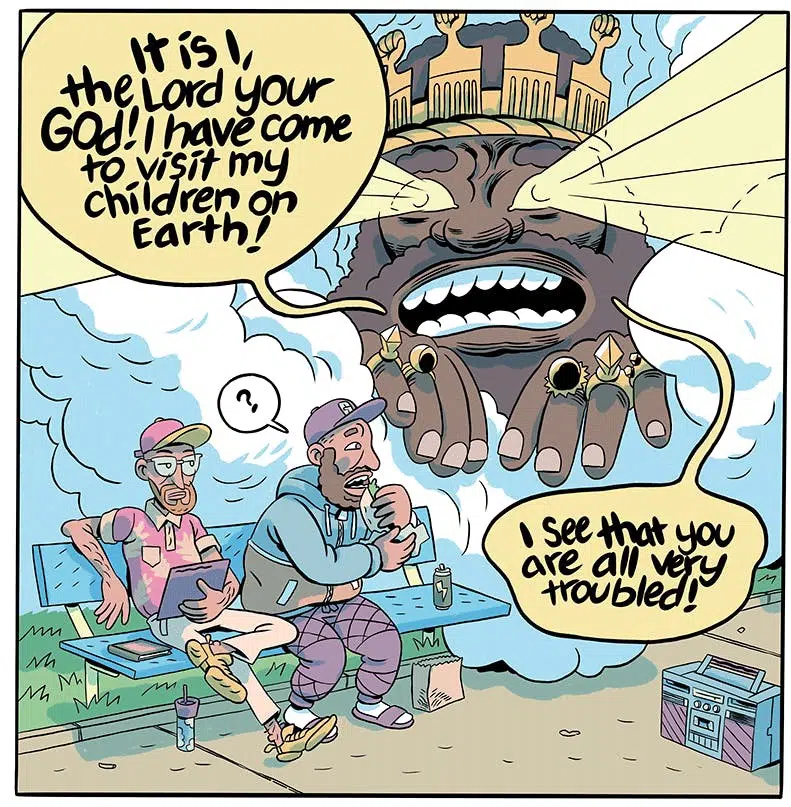 It is I,
the Lord your
God! I have come
to visit my
children on
Earth!
?
I see that you
are all very
troubled!